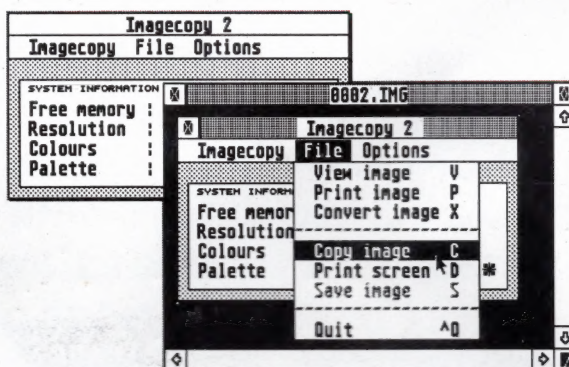 Imagecopy 2
Imagecopy File Options
SYSTEM INFORMATION
Free memory :
Resolution :
Colours :
Palette :
0002.IMG
Imagecopy 2
Imagecopy File Options
View image V
Print image P
Convert image X
Copy image C
Print screen D
Save image S
Quit ^Q
SYSTEM INFORM
Free memor
Resolution
Colours
Palette